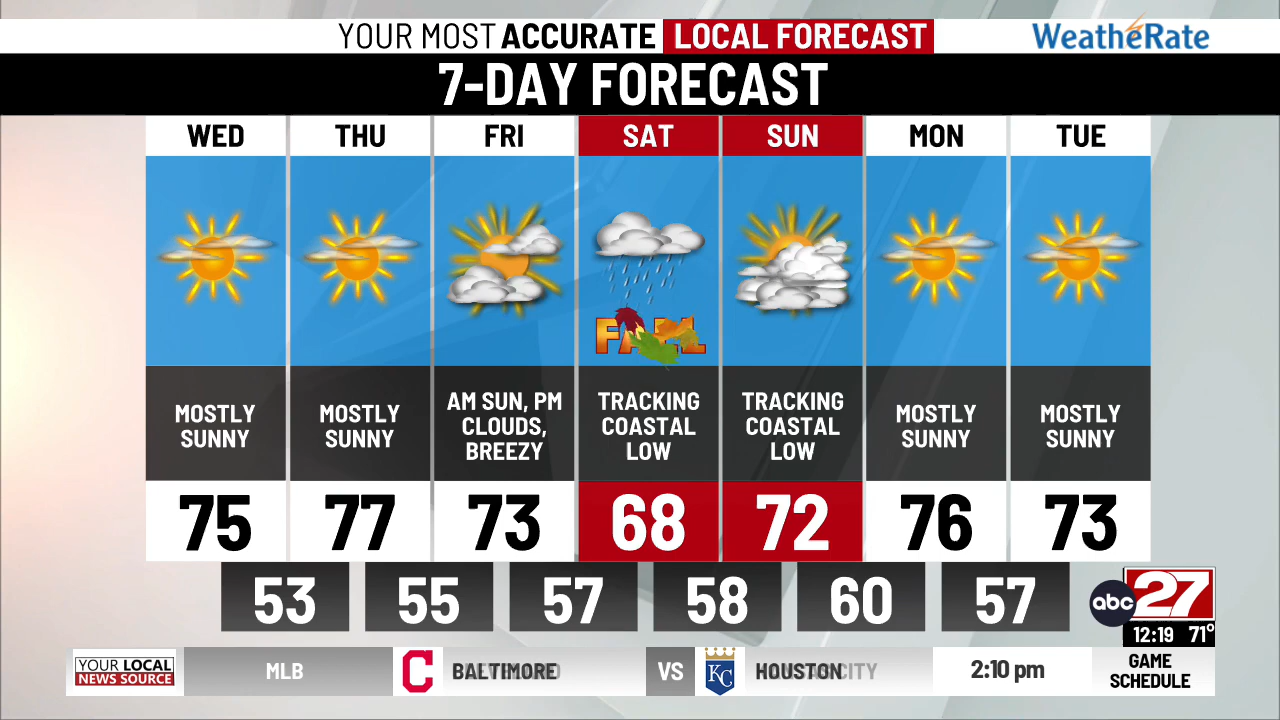 YOUR MOST ACCURATE LOCAL FORECAST
WeatheRate
7-DAY FORECAST
WED THU FRI SAT SUN MON TUE
FALL
MOSTLY SUNNY
MOSTLY SUNNY
AM SUN, PM CLOUDS, BREEZY
TRACKING COASTAL LOW
TRACKING COASTAL LOW
MOSTLY SUNNY
MOSTLY SUNNY
75 77 73 68 72 76 73
53 55 57 58 60 57
abc 27
12:19 71°
YOUR LOCAL
NEWS SOURCE
MLB
C
BALTIMORE
VS
KC
HOUSTON
2:10 pm
GAME
SCHEDULE